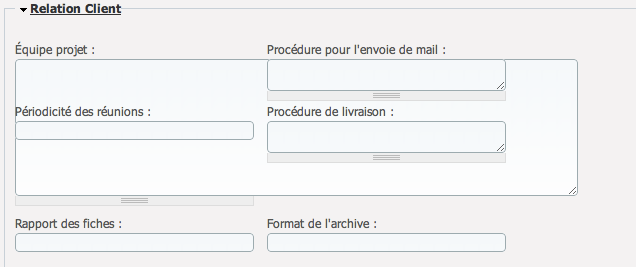 Relation Client
Équipe projet :
Procédure pour l'envoie de mail :
Périodicité des réunions :
Procédure de livraison :
Rapport des fiches :
Format de l'archive :